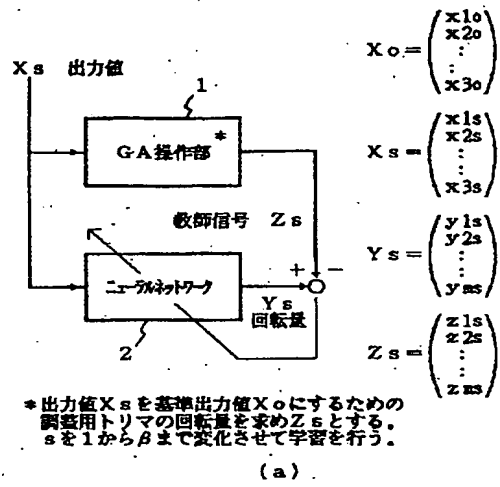 Xs 出力値
1
GA操作部 *
教師信号 Zs
+ −
ニューラルネットワーク
Ys
回転量
2
Xo=
x1o
x2o
:
:
x3o
Xs=
x1s
x2s
:
:
x3s
Ys=
y1s
y2s
:
:
yms
Zs=
z1s
z2s
:
:
zms
*出力値Xsを基準出力値Xoにするための
調整用トリマの回転量を求めZsとする.
sを1からβまで変化させて学習を行う.
(a)